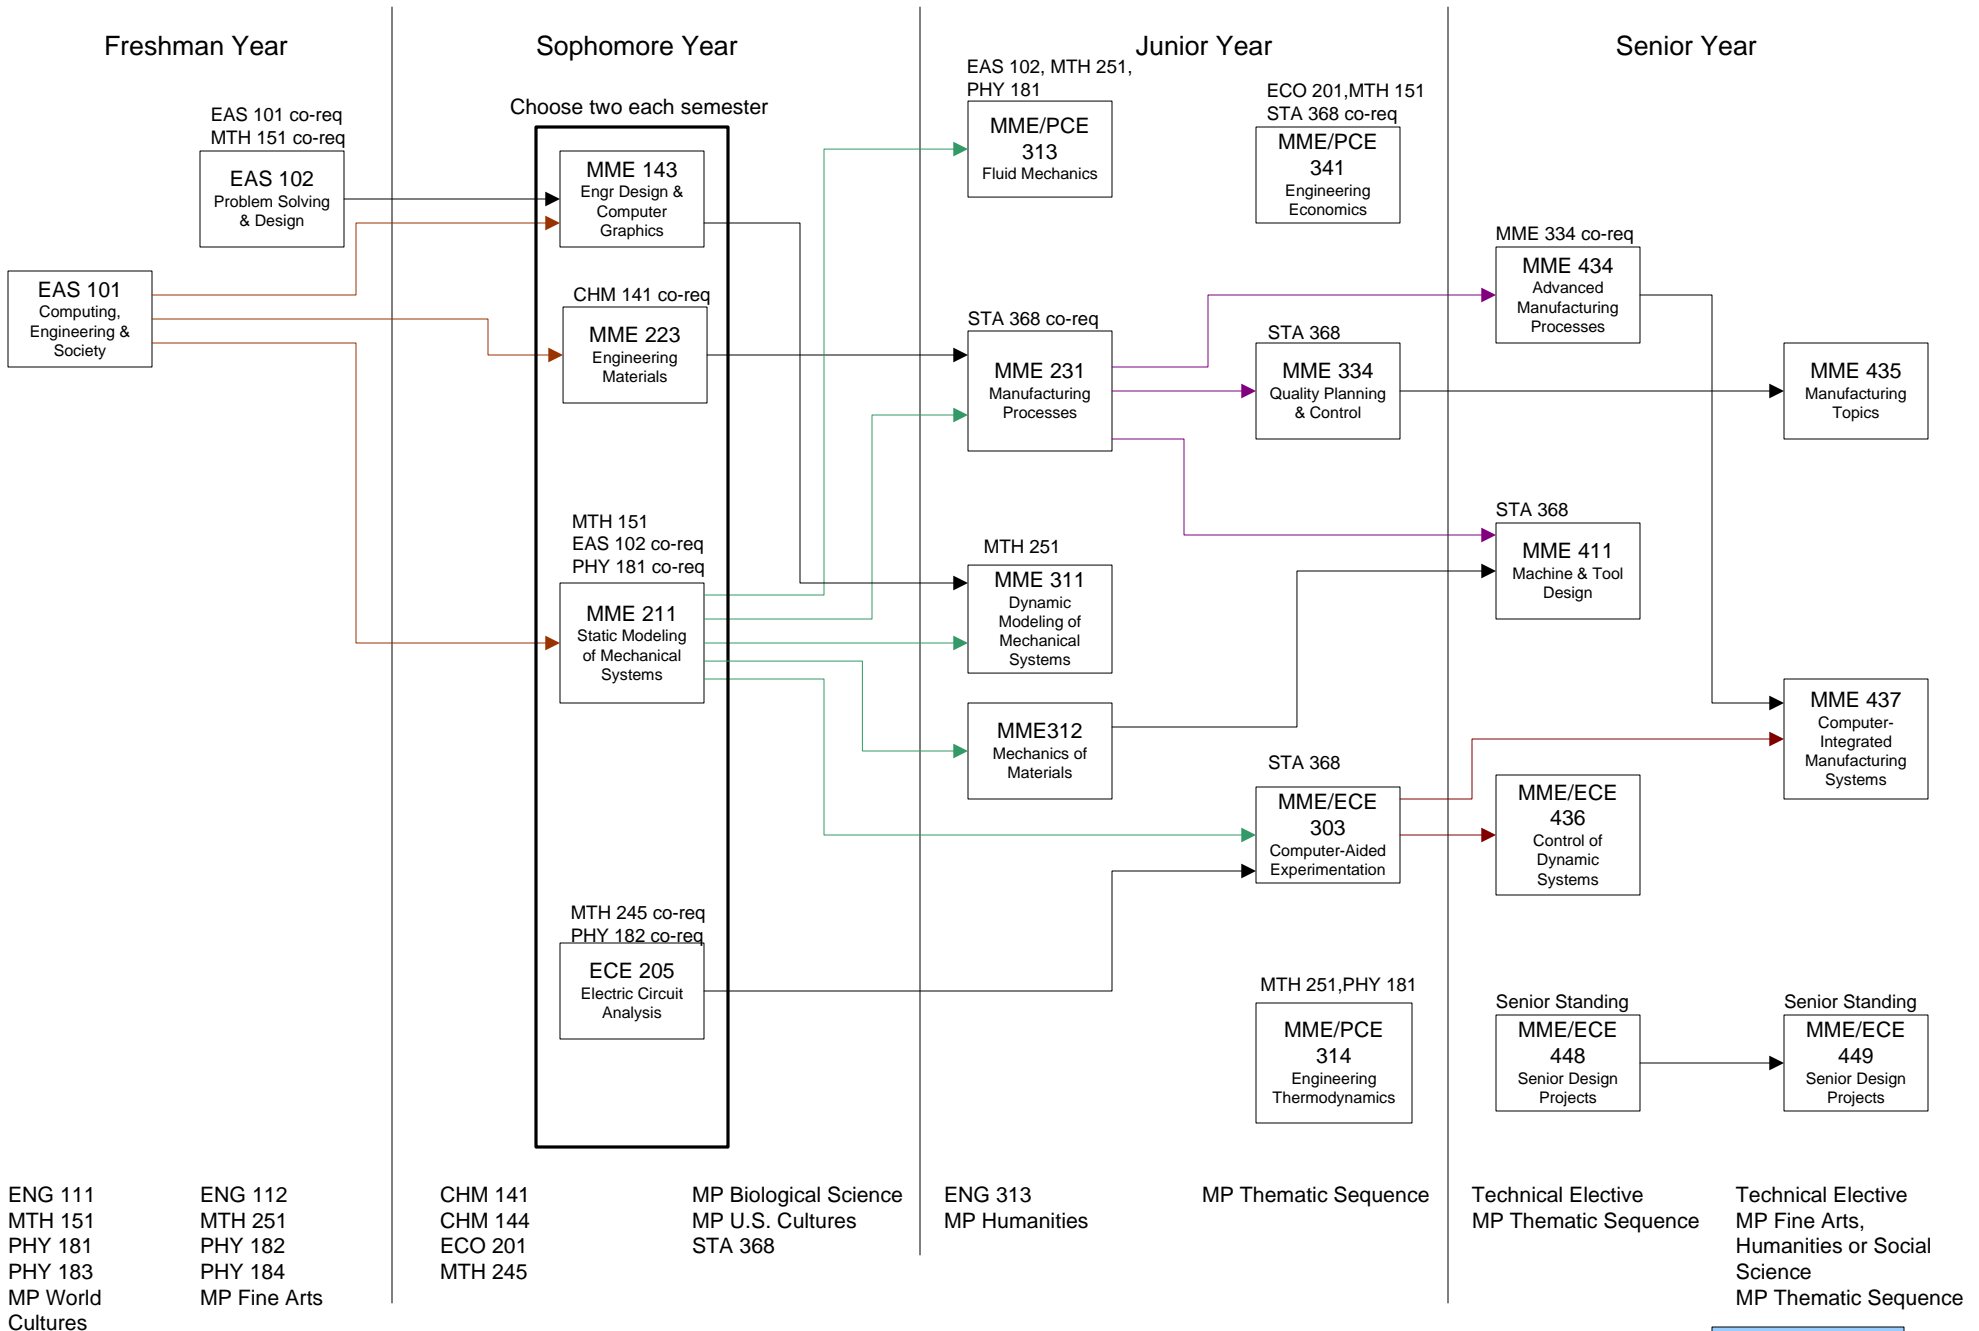 Freshman Year
Sophomore Year
Junior Year
Senior Year
EAS 101 co-req
MTH 151 co-req
EAS 102
Problem Solving
& Design
EAS 101
Computing,
Engineering &
Society
Choose two each semester
MME 143
Engr Design &
Computer
Graphics
CHM 141 co-req
MME 223
Engineering
Materials
MTH 151
EAS 102 co-req
PHY 181 co-req
MME 211
Static Modeling
of Mechanical
Systems
MTH 245 co-req
PHY 182 co-req
ECE 205
Electric Circuit
Analysis
EAS 102, MTH 251,
PHY 181
MME/PCE
313
Fluid Mechanics
STA 368 co-req
MME 231
Manufacturing
Processes
MTH 251
MME 311
Dynamic
Modeling of
Mechanical
Systems
MME312
Mechanics of
Materials
ECO 201,MTH 151
STA 368 co-req
MME/PCE
341
Engineering
Economics
STA 368
MME 334
Quality Planning
& Control
STA 368
MME/ECE
303
Computer-Aided
Experimentation
MTH 251,PHY 181
MME/PCE
314
Engineering
Thermodynamics
MME 334 co-req
MME 434
Advanced
Manufacturing
Processes
STA 368
MME 411
Machine & Tool
Design
MME/ECE
436
Control of
Dynamic
Systems
Senior Standing
MME/ECE
448
Senior Design
Projects
MME 435
Manufacturing
Topics
MME 437
Computer-
Integrated
Manufacturing
Systems
Senior Standing
MME/ECE
449
Senior Design
Projects
ENG 111
MTH 151
PHY 181
PHY 183
MP World
Cultures
ENG 112
MTH 251
PHY 182
PHY 184
MP Fine Arts
CHM 141
CHM 144
ECO 201
MTH 245
MP Biological Science
MP U.S. Cultures
STA 368
ENG 313
MP Humanities
MP Thematic Sequence
Technical Elective
MP Thematic Sequence
Technical Elective
MP Fine Arts,
Humanities or Social
Science
MP Thematic Sequence